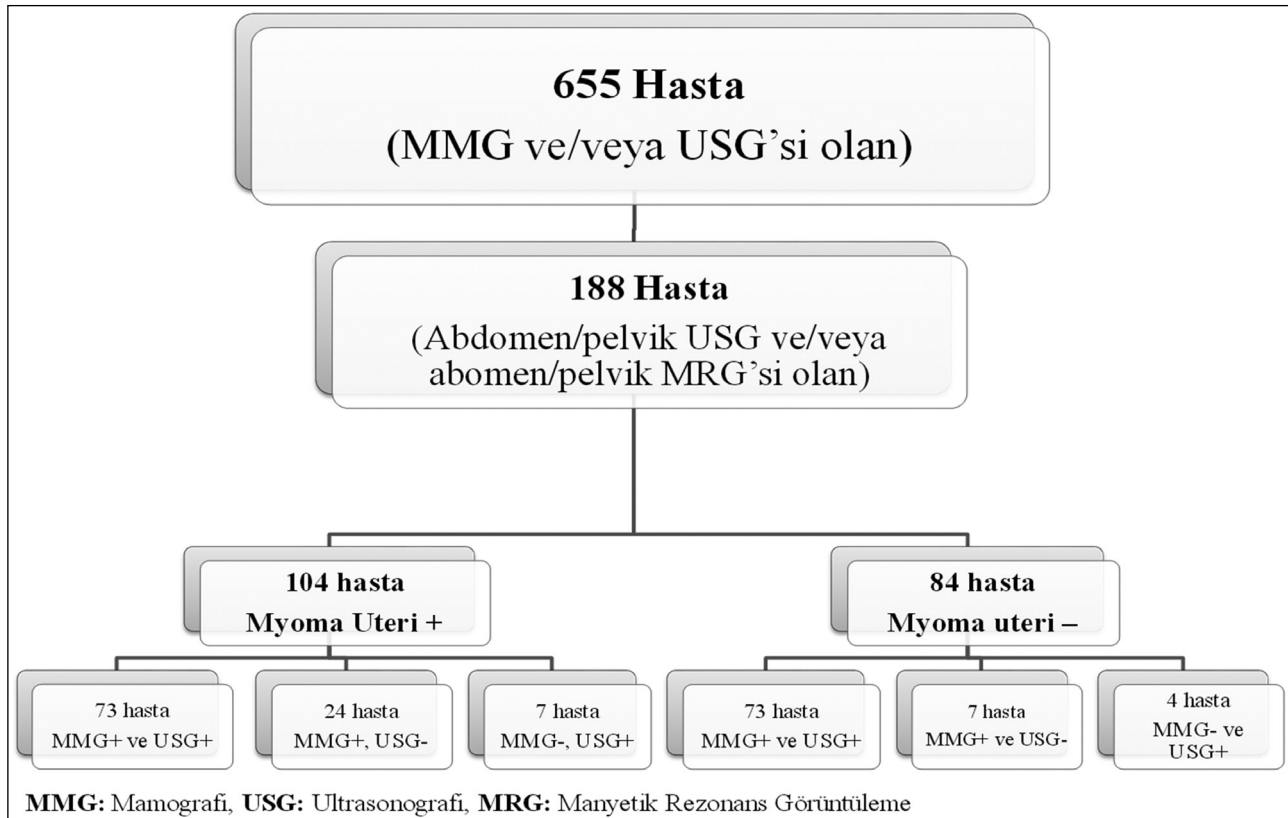 655 Hasta
(MMG ve/veya USG’si olan)
188 Hasta
(Abdomen/pelvik USG ve/veya
abomen/pelvik MRG’si olan)
104 hasta
Myoma Uteri +
84 hasta
Myoma uteri –
73 hasta
MMG+ ve USG+
24 hasta
MMG+, USG-
7 hasta
MMG-, USG+
73 hasta
MMG+ ve USG+
7 hasta
MMG+ ve USG-
4 hasta
MMG- ve
USG+
MMG: Mamografi, USG: Ultrasonografi, MRG: Manyetik Rezonans Görüntüleme